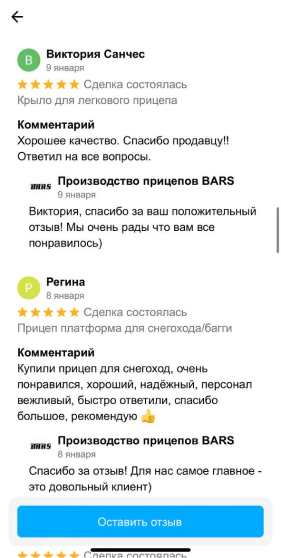 В
Виктория Санчес
9 января
Сделка состоялась
Крыло для легкового прицепа
Комментарий
Хорошее качество. Спасибо продавцу!!
Ответил на все вопросы.
BARS
Производство прицепов BARS
9 января
Виктория, спасибо за ваш положительный
отзыв! Мы очень рады что вам все
понравилось)
Р
Регина
8 января
Сделка состоялась
Прицеп платформа для снегохода/багги
Комментарий
Купили прицеп для снегоход, очень
понравился, хороший, надёжный, персонал
вежливый, быстро ответили, спасибо
большое, рекомендую 👍
BARS
Производство прицепов BARS
8 января
Спасибо за отзыв! Для нас самое главное -
это довольный клиент)
Оставить отзыв
Сделка состоялась